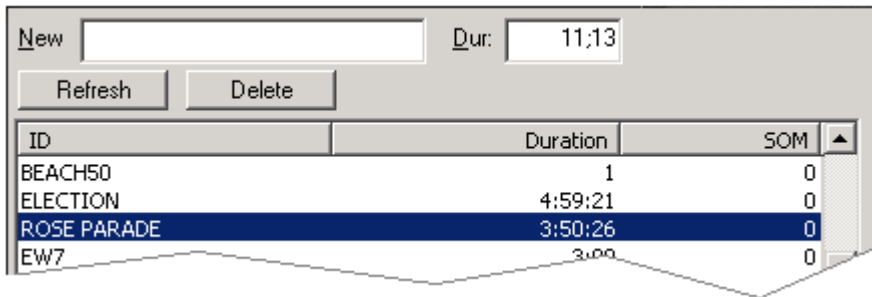 New Dur: 11;13
Refresh Delete
ID Duration SOM
BEACH50 1 0
ELECTION 4:59:21 0
ROSE PARADE 3:50:26 0
EW7 0